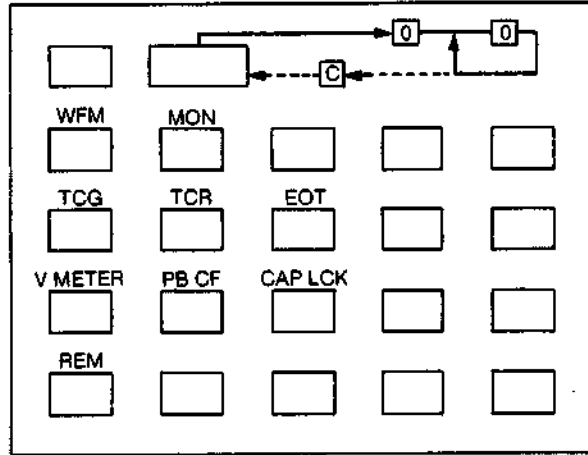 0 0
C
WFM MON
TCG TCR EOT
V METER PB CF CAP LCK
REM